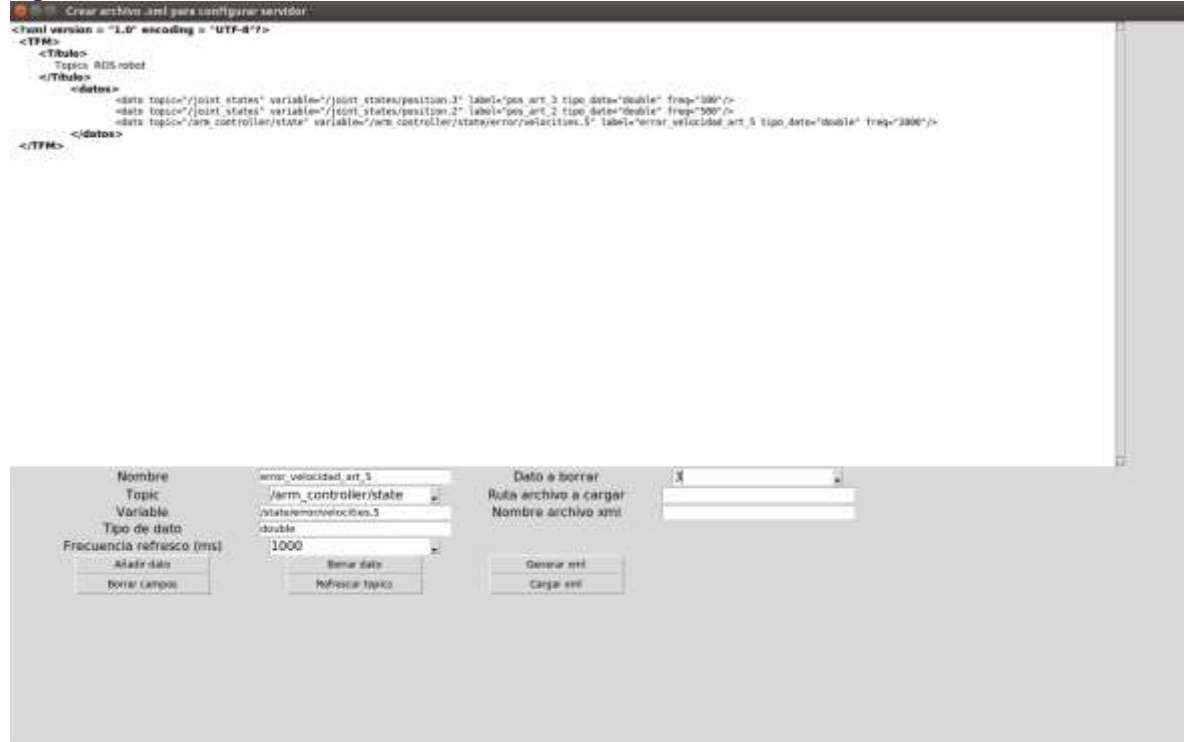 Crear archivo .xml para configurar servidor
<?xml version = "1.0" encoding = "UTF-8"?>
<TFM>
<Titulo>
Topics ROS robot
</Titulo>
<datos>
<dato topic="/joint_states" variable="/joint_states/position.3" label="pos_art_3 tipo_dato="double" freq="100"/>
<dato topic="/joint_states" variable="/joint_states/position.2" label="pos_art_2 tipo_dato="double" freq="500"/>
<dato topic="/arm_controller/state" variable="/arm_controller/state/error/velocities.5" label="error_velocidad_art_5 tipo_dato="double" freq="1000"/>
</datos>
</TFM>
Nombre error_velocidad_art_5 Dato a borrar 3
Topic /arm_controller/state Ruta archivo a cargar
Variable /state/error/velocities.5 Nombre archivo xml
Tipo de dato double
Frecuencia refresco (ms) 1000
Añadir dato Borrar dato Generar xml
Borrar campos Refrescar topics Cargar xml